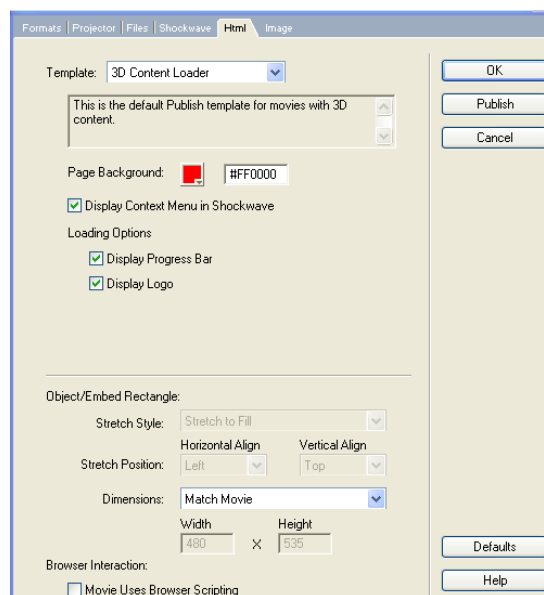 Formats Projector Files Shockwave Html Image
Template: 3D Content Loader
This is the default Publish template for movies with 3D
content.
Page Background: #FF0000
Display Context Menu in Shockwave
Loading Options
Display Progress Bar
Display Logo
Object/Embed Rectangle:
Stretch Style: Stretch to Fill
Horizontal Align Vertical Align
Stretch Position: Left Top
Dimensions: Match Movie
Width Height
480 X 535
Browser Interaction:
Movie Uses Browser Scripting
OK
Publish
Cancel
Defaults
Help